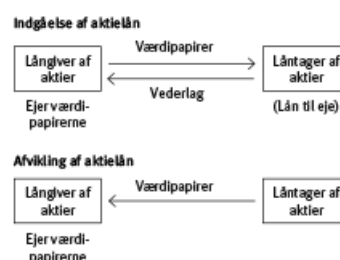 Indgåelse af aktielån
Långiver af
aktier
Værdipapirer
Vederlag
Låntager af
aktier
Ejer værdi-
papirerne
(Lån til eje)
Afvikling af aktielån
Långiver af
aktier
Værdipapirer
Låntager af
aktier
Ejer værdi-
papirerne